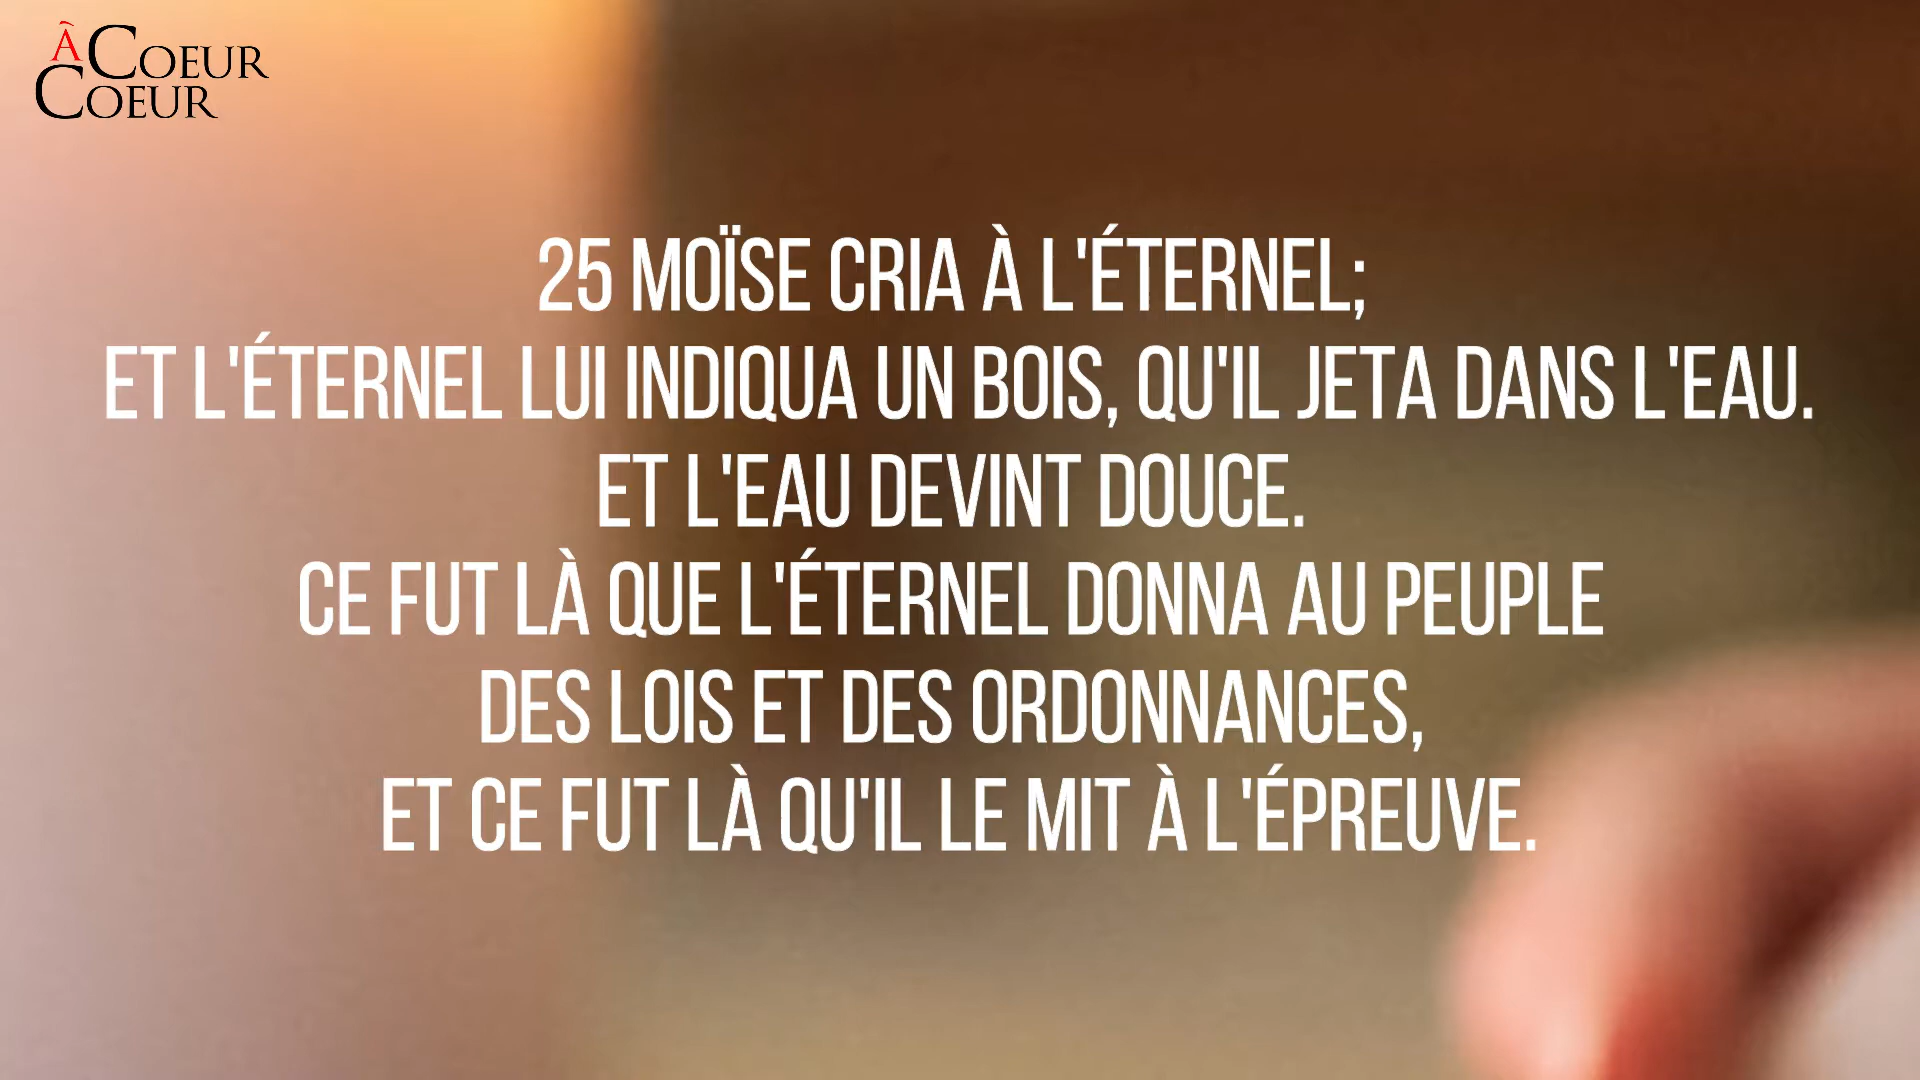 À COEUR
COEUR
25 MOÏSE CRIA À L'ÉTERNEL;
ET L'ÉTERNEL LUI INDIQUA UN BOIS, QU'IL JETA DANS L'EAU.
ET L'EAU DEVINT DOUCE.
CE FUT LÀ QUE L'ÉTERNEL DONNA AU PEUPLE
DES LOIS ET DES ORDONNANCES,
ET CE FUT LÀ QU'IL LE MIT À L'ÉPREUVE.